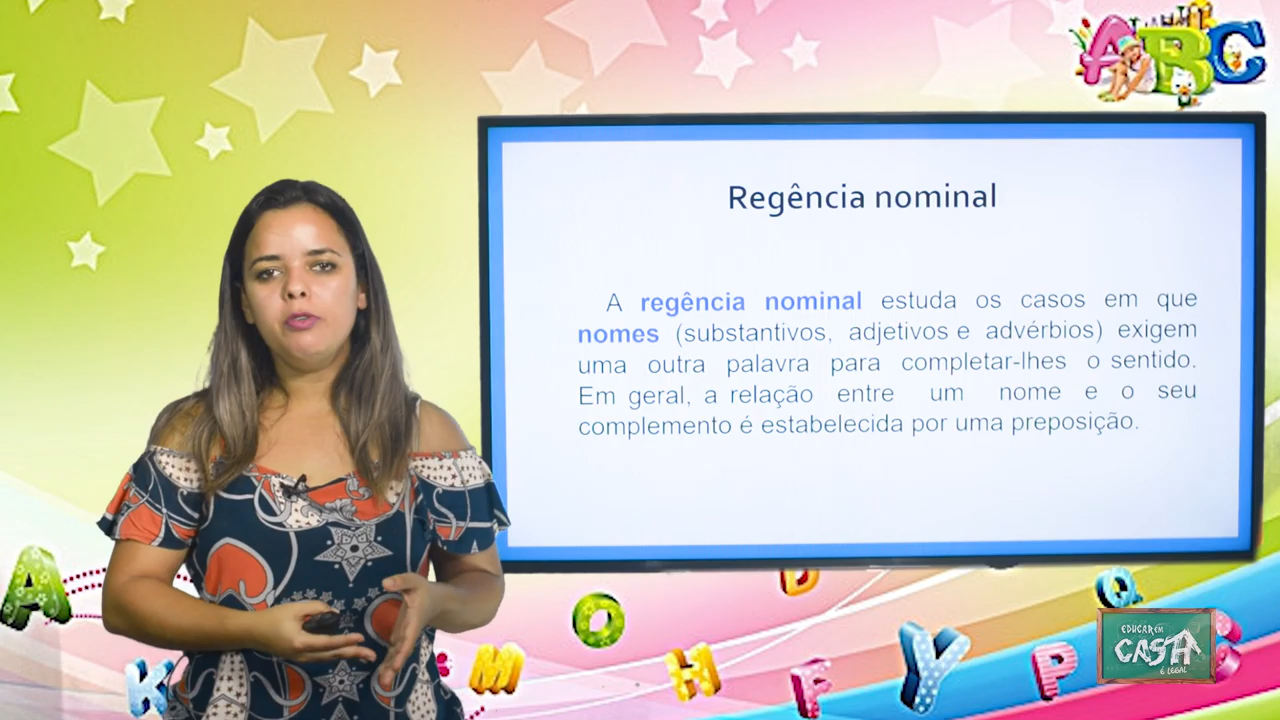 ABC
Regência nominal
A regência nominal estuda os casos em que
nomes (substantivos, adjetivos e advérbios) exigem
uma outra palavra para completar-lhes o sentido.
Em geral, a relação entre um nome e o seu
complemento é estabelecida por uma preposição.
A
K
M
O
H
D
F
Y
P
Q
EDUCAR EM
CASA
É LEGAL